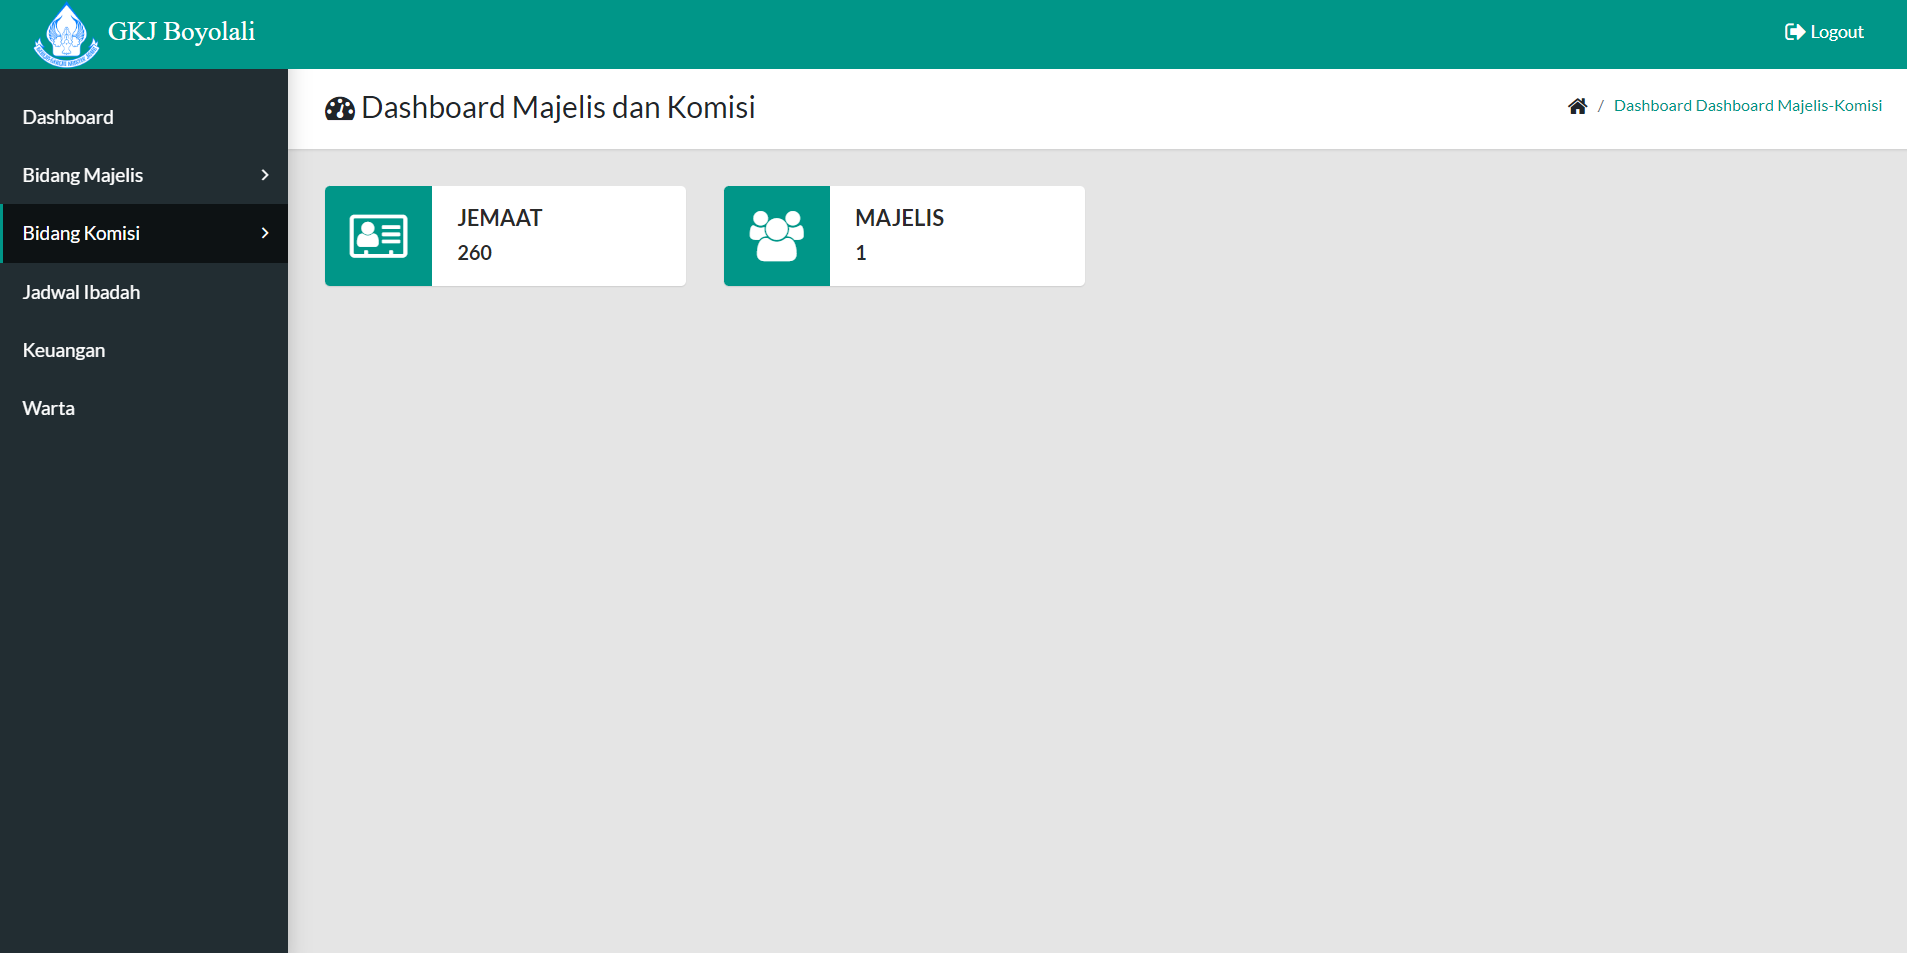 GKJ Boyolali
Logout
Dashboard
Bidang Majelis
Bidang Komisi
Jadwal Ibadah
Keuangan
Warta
Dashboard Majelis dan Komisi
/ Dashboard Dashboard Majelis-Komisi
JEMAAT
260
MAJELIS
1